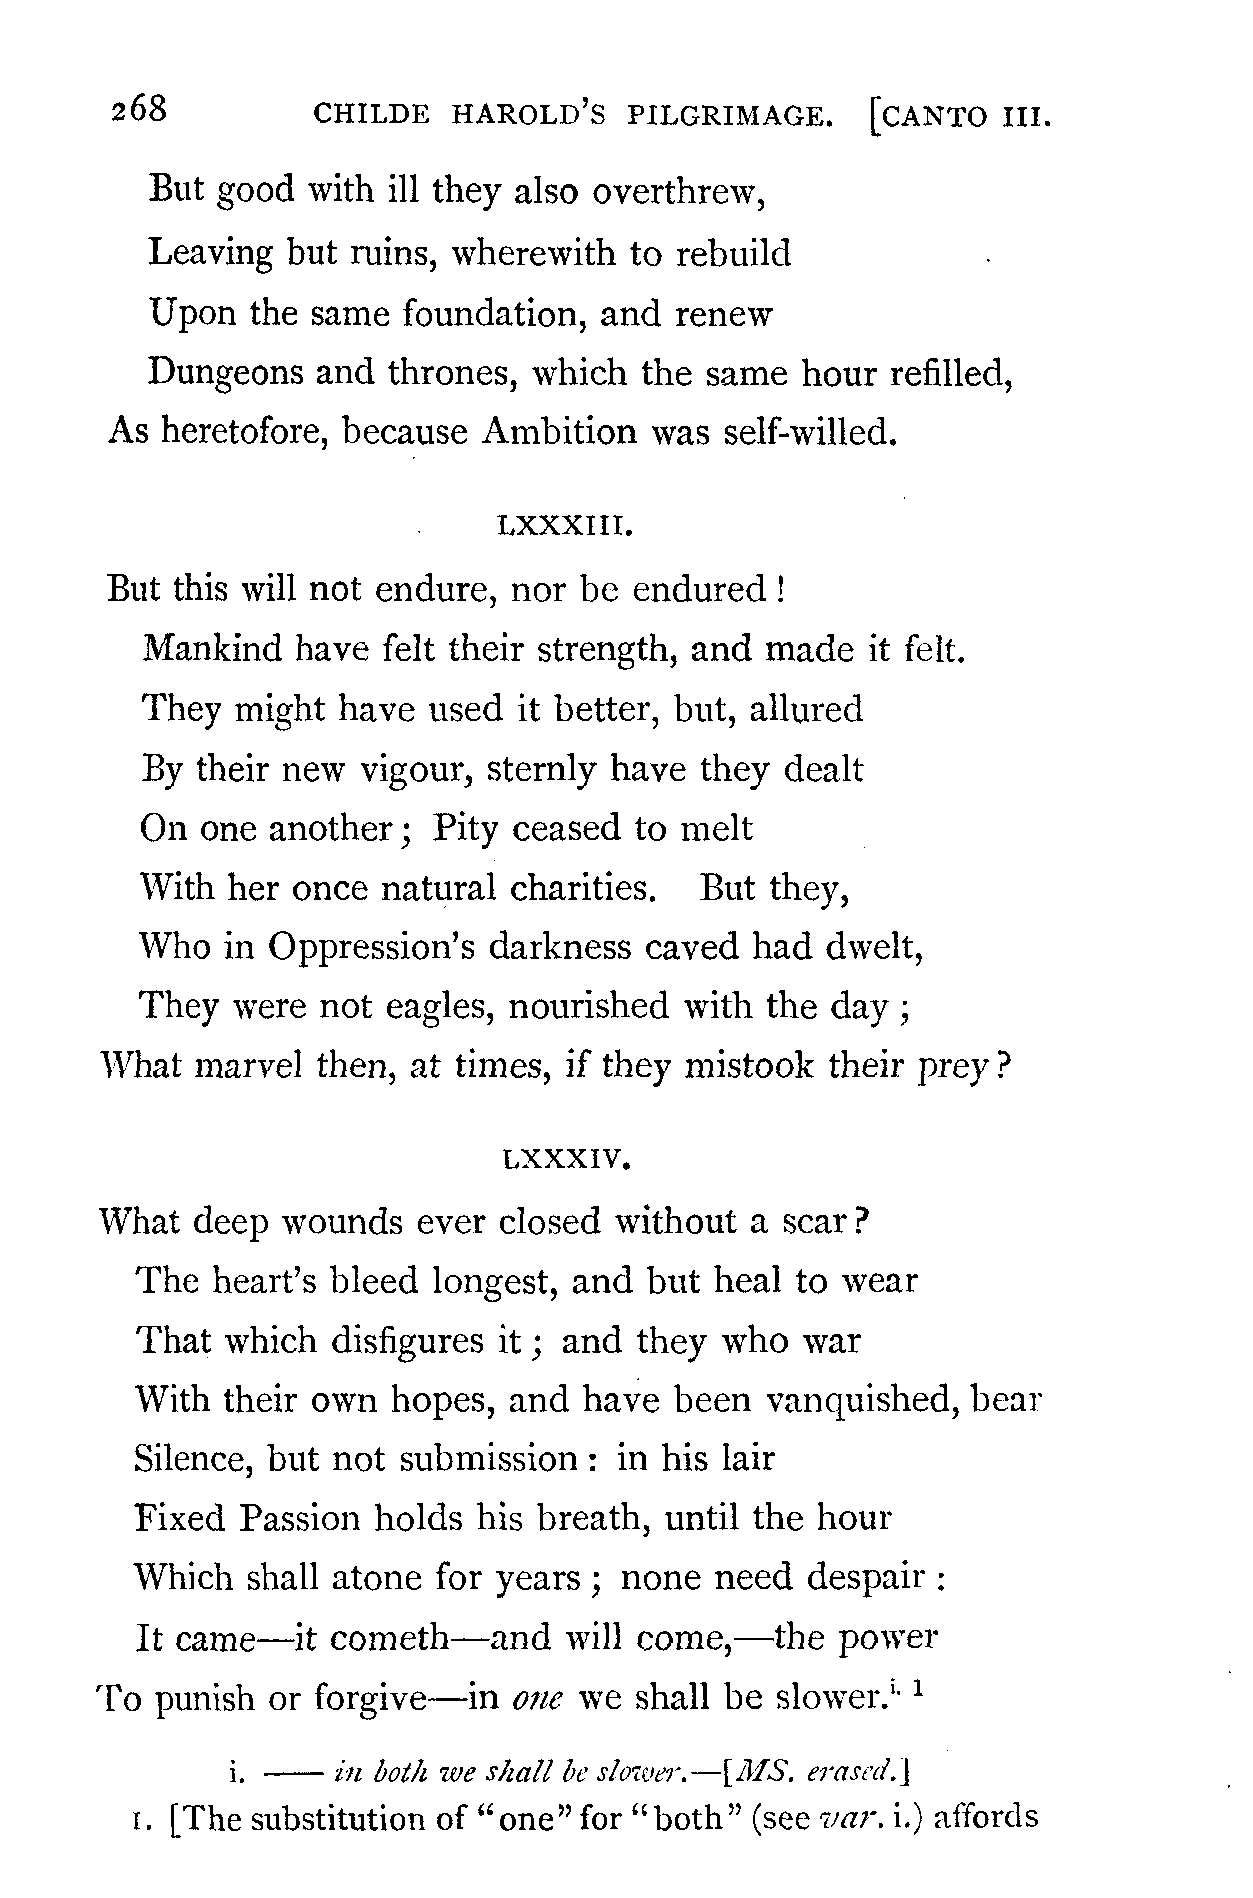 268 CHILDE HAROLD'S PILGRIMAGE. [CANTO III.
But good with ill they also overthrew,
Leaving but ruins, wherewith to rebuild
Upon the same foundation, and renew
Dungeons and thrones, which the same hour refilled,
As heretofore, because Ambition was self-willed.
LXXXIII.
But this will not endure, nor be endured !
Mankind have felt their strength, and made it felt.
They might have used it better, but, allured
By their new vigour, sternly have they dealt
On one another ; Pity ceased to melt
With her once natural charities. But they,
Who in Oppression's darkness caved had dwelt,
They were not eagles, nourished with the day ;
What marvel then, at times, if they mistook their prey ?
LXXXIV.
What deep wounds ever closed without a scar ?
The heart's bleed longest, and but heal to wear
That which disfigures it ; and they who war
With their own hopes, and have been vanquished, bear
Silence, but not submission : in his lair
Fixed Passion holds his breath, until the hour
Which shall atone for years ; none need despair :
It came—it cometh—and will come,—the power
To punish or forgive—in one we shall be slower.i. 1
i. —— in both we shall be slower.—[MS. erased.]
1. [The substitution of "one" for "both" (see var. i.) affords